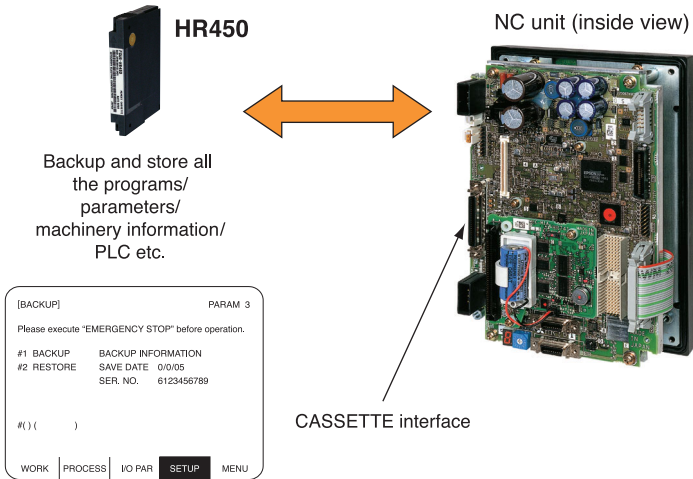 HR450
NC unit (inside view)
Backup and store all
the programs/
parameters/
machinery information/
PLC etc.
[BACKUP] PARAM 3
Please execute “EMERGENCY STOP” before operation.
#1 BACKUP BACKUP INFORMATION
#2 RESTORE SAVE DATE 0/0/05
SER. NO. 6123456789
#( ) ( )
WORK PROCESS I/O PAR SETUP MENU
CASSETTE interface